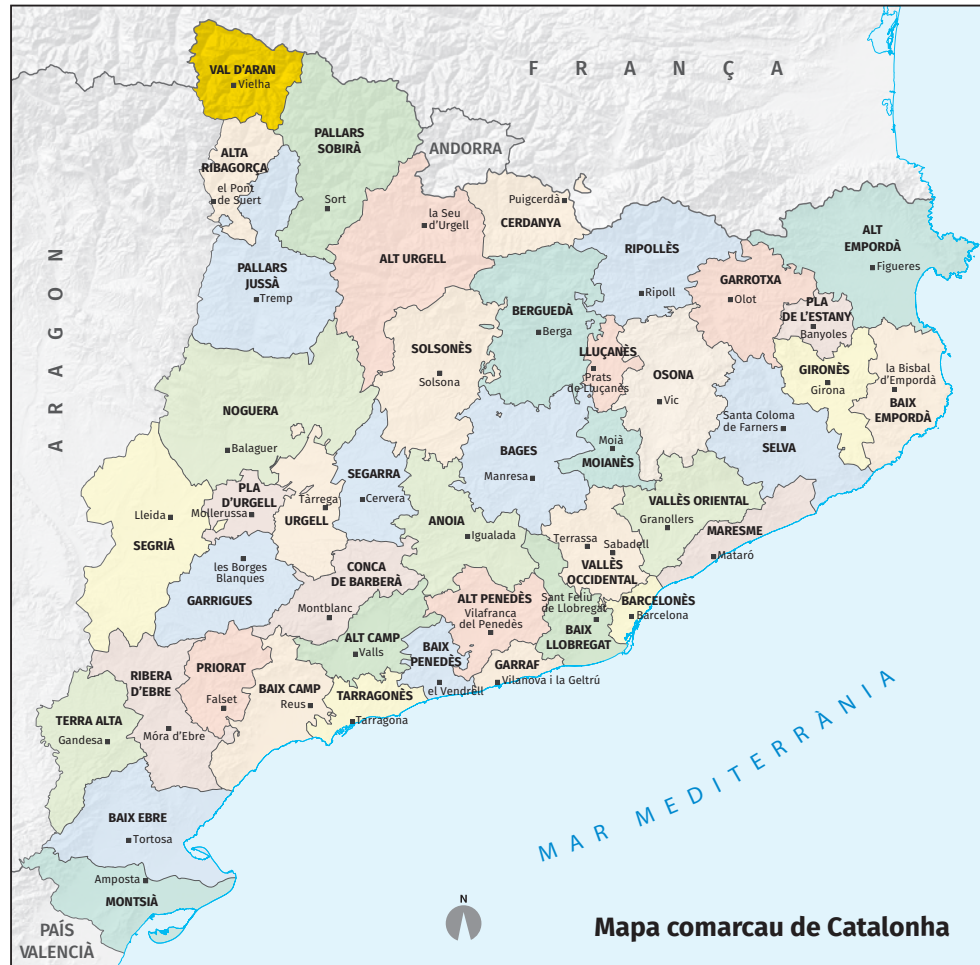 FRANÇA
VAL D'ARAN
Vielha
PALLARS
SOBIRÀ
Sort
ANDORRA
ALTA
RIBAGORÇA
el Pont
de Suert
la Seu
d'Urgell
ALT URGELL
Puigcerdà
CERDANYA
RIPOLLÈS
Ripoll
ALT
EMPORDÀ
Figueres
PALLARS
JUSSÀ
Tremp
ARAGON
GARROTXA
Olot
PLA
DE L'ESTANY
Banyoles
BERGUEDÀ
Berga
SOLSONÈS
Solsona
LLUÇANÈS
Prats
de Lluçanès
OSONA
Vic
GIRONÈS
Girona
la Bisbal
d'Empordà
BAIX
EMPORDÀ
Santa Coloma
de Farners
SELVA
NOGUERA
Balaguer
BAGES
Manresa
Moià
MOIANÈS
SEGARRA
Cervera
PLA
D'URGELL
Mollerussa
Tàrrega
URGELL
Lleida
SEGRIÀ
ANOIA
Igualada
VALLÈS ORIENTAL
Granollers
MARESME
Mataró
Terrassa
Sabadell
VALLÈS
OCCIDENTAL
les Borges
Blanques
GARRIGUES
CONCA
DE BARBERÀ
Montblanc
ALT PENEDÈS
Vilafranca
del Penedès
Sant Feliu
de Llobregat
BAIX
LLOBREGAT
BARCELONÈS
Barcelona
ALT CAMP
Valls
BAIX
PENEDÈS
el Vendrell
GARRAF
Vilanova i la Geltrú
RIBERA
D'EBRE
Móra d'Ebre
PRIORAT
Falset
BAIX CAMP
Reus
TARRAGONÈS
Tarragona
TERRA ALTA
Gandesa
MAR MEDITERRÀNIA
BAIX EBRE
Tortosa
Amposta
MONTSIÀ
PAÍS
VALENCIÀ
N
Mapa comarcau de Catalonha